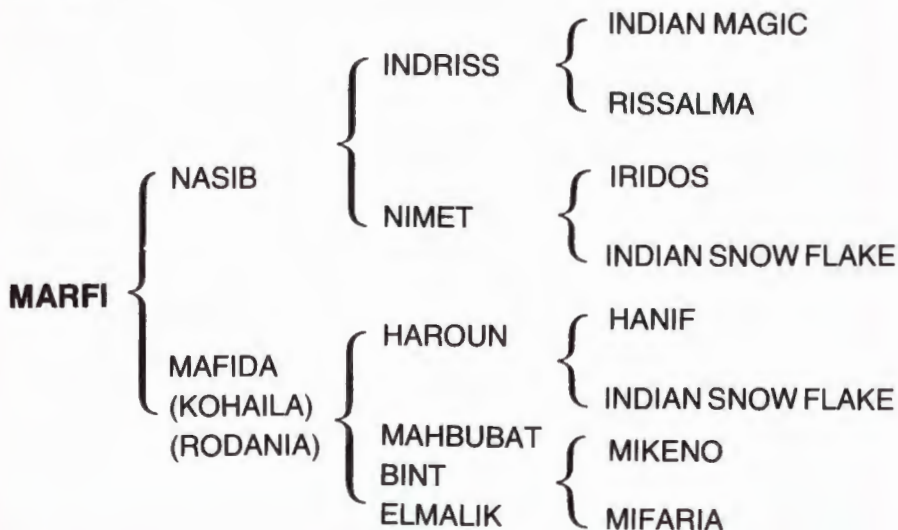 INDIAN MAGIC
INDRISS
RISSALMA
NASIB
IRIDOS
NIMET
INDIAN SNOW FLAKE
MARFI
HANIF
HAROUN
MAFIDA
(KOHAILA)
(RODANIA)
INDIAN SNOW FLAKE
MAHBUBAT
BINT
ELMALIK
MIKENO
MIFARIA